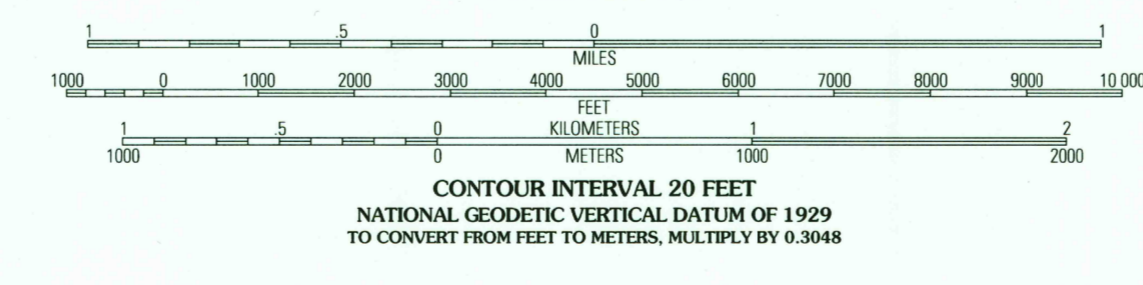 1 .5 0 1
MILES
1000 0 1000 2000 3000 4000 5000 6000 7000 8000 9000 10 000
FEET
1 .5 0 KILOMETERS 1 2
1000 0 METERS 1000 2000
CONTOUR INTERVAL 20 FEET
NATIONAL GEODETIC VERTICAL DATUM OF 1929
TO CONVERT FROM FEET TO METERS, MULTIPLY BY 0.3048